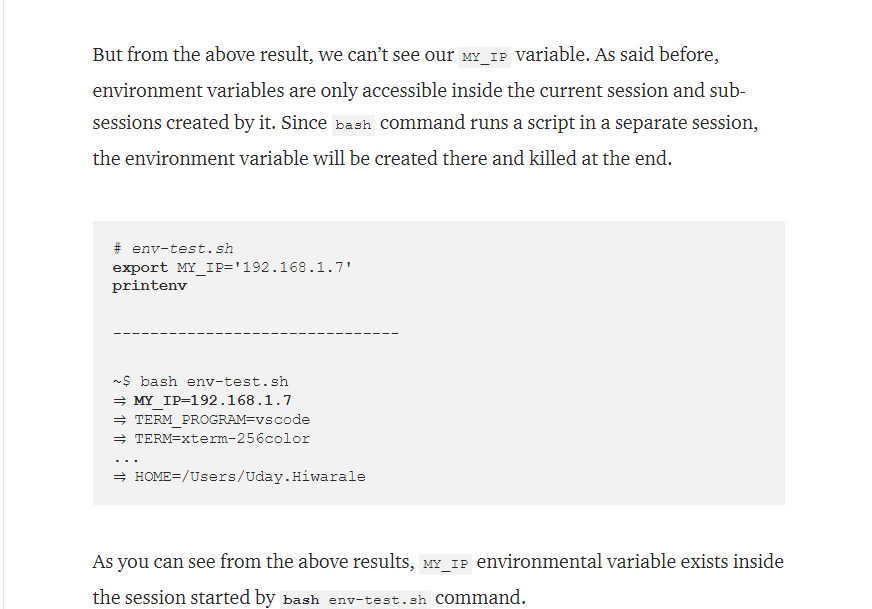 But from the above result, we can’t see our MY_IP variable. As said before,
environment variables are only accessible inside the current session and sub-
sessions created by it. Since bash command runs a script in a separate session,
the environment variable will be created there and killed at the end.
# env-test.sh
export MY_IP='192.168.1.7'
printenv
-------------------------------
~$ bash env-test.sh
⇒ MY_IP=192.168.1.7
⇒ TERM_PROGRAM=vscode
⇒ TERM=xterm-256color
...
⇒ HOME=/Users/Uday.Hiwarale
As you can see from the above results, MY_IP environmental variable exists inside
the session started by bash env-test.sh command.